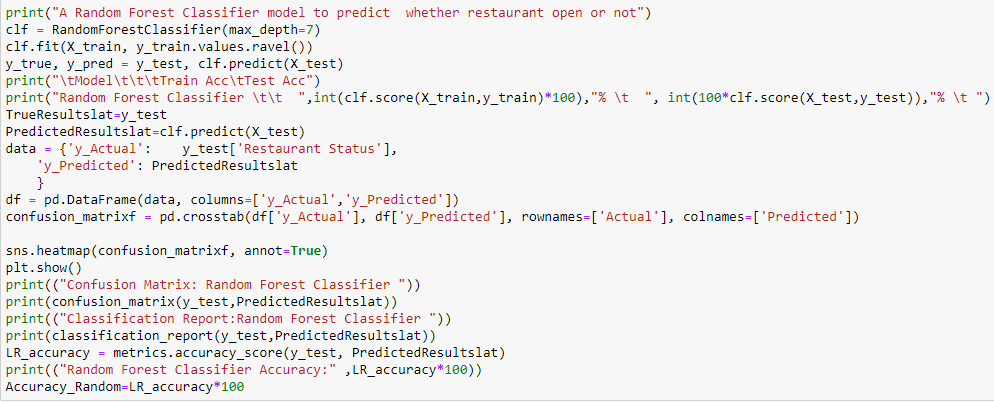 print("A Random Forest Classifier model to predict  whether restaurant open or not")
clf = RandomForestClassifier(max_depth=7)
clf.fit(X_train, y_train.values.ravel())
y_true, y_pred = y_test, clf.predict(X_test)
print("\tModel\t\t\tTrain Acc\tTest Acc")
print("Random Forest Classifier \t\t  ",int(clf.score(X_train,y_train)*100),"% \t  ", int(100*clf.score(X_test,y_test)),"% \t ")
TrueResultslat=y_test
PredictedResultslat=clf.predict(X_test)
data = {'y_Actual':    y_test['Restaurant Status'],
    'y_Predicted': PredictedResultslat
    }
df = pd.DataFrame(data, columns=['y_Actual','y_Predicted'])
confusion_matrixf = pd.crosstab(df['y_Actual'], df['y_Predicted'], rownames=['Actual'], colnames=['Predicted'])
sns.heatmap(confusion_matrixf, annot=True)
plt.show()
print(("Confusion Matrix: Random Forest Classifier "))
print(confusion_matrix(y_test,PredictedResultslat))
print(("Classification Report:Random Forest Classifier "))
print(classification_report(y_test,PredictedResultslat))
LR_accuracy = metrics.accuracy_score(y_test, PredictedResultslat)
print(("Random Forest Classifier Accuracy:" ,LR_accuracy*100))
Accuracy_Random=LR_accuracy*100